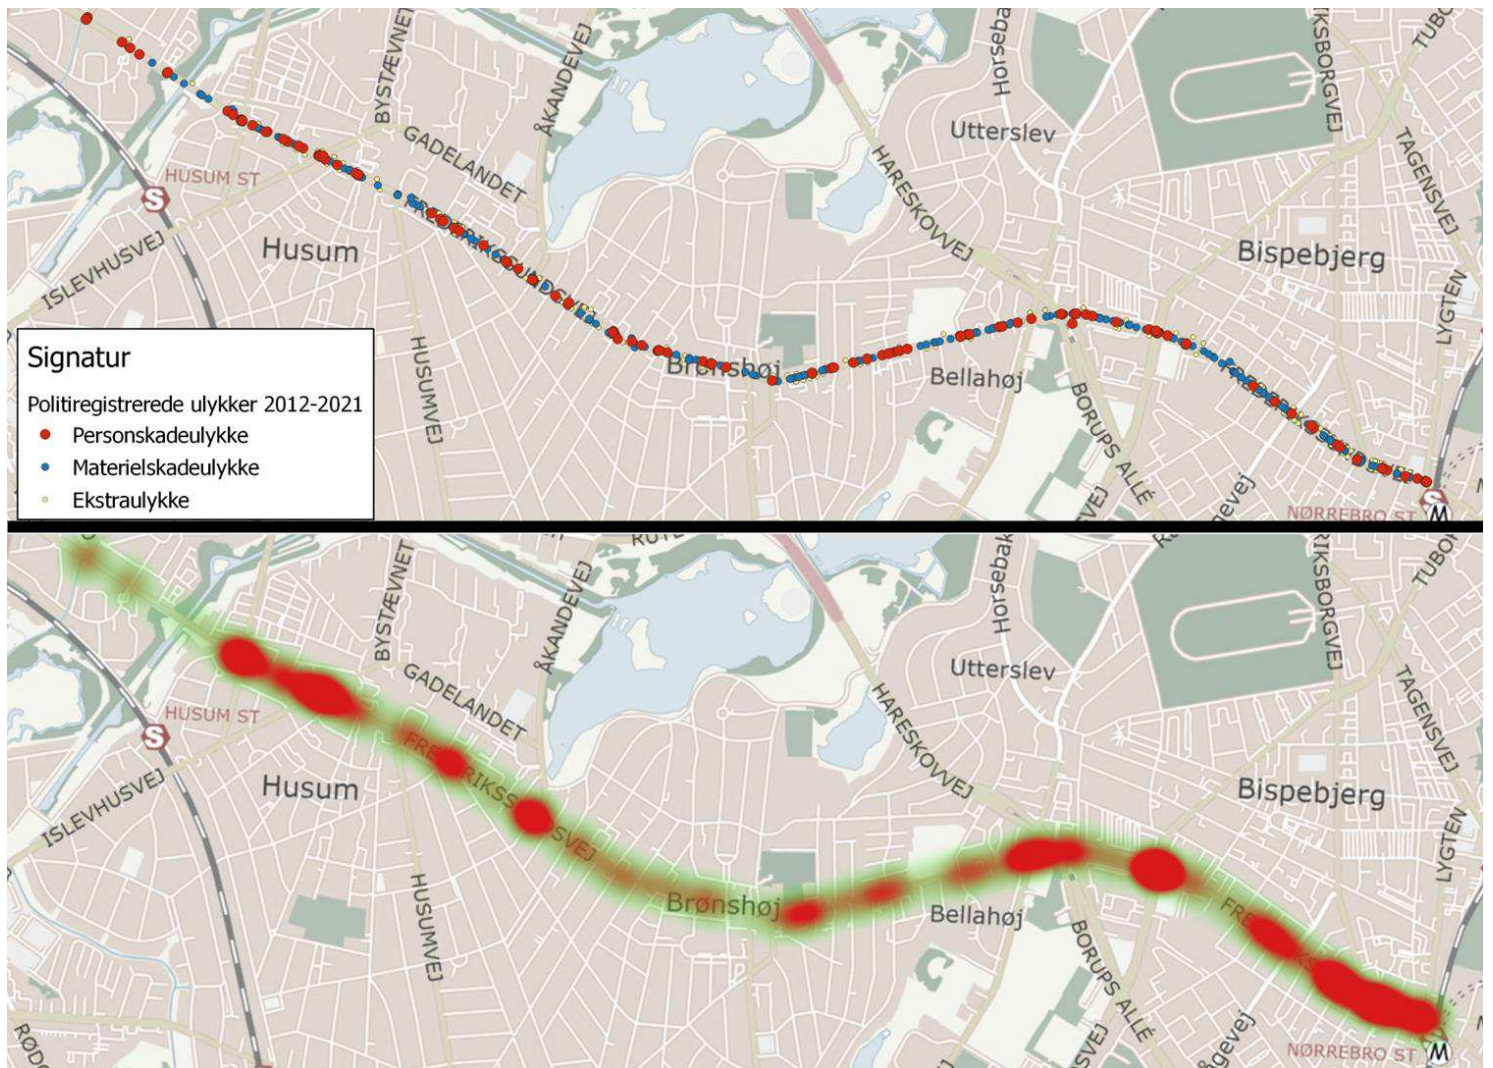 BYSTÆVNET
ÅKANDEVEJ
GADELANDET
HUSUM ST
S
ISLEVHUSVEJ
Husum
HUSUMVEJ
HARESKOVVEJ
Utterslev
TAGENSVEJ
Bispebjerg
LYGTEN
Brønshøj
Bellahøj
BORUPS ALLÉ
NØRREBRO ST
S
M
Signatur
Politiregistrerede ulykker 2012-2021
Personskadeulykke
Materielskadeulykke
Ekstraulykke
BYSTÆVNET
ÅKANDEVEJ
GADELANDET
HUSUM ST
S
ISLEVHUSVEJ
Husum
HUSUMVEJ
HARESKOVVEJ
Utterslev
TAGENSVEJ
Bispebjerg
LYGTEN
Brønshøj
Bellahøj
BORUPS ALLÉ
NØRREBRO ST
M